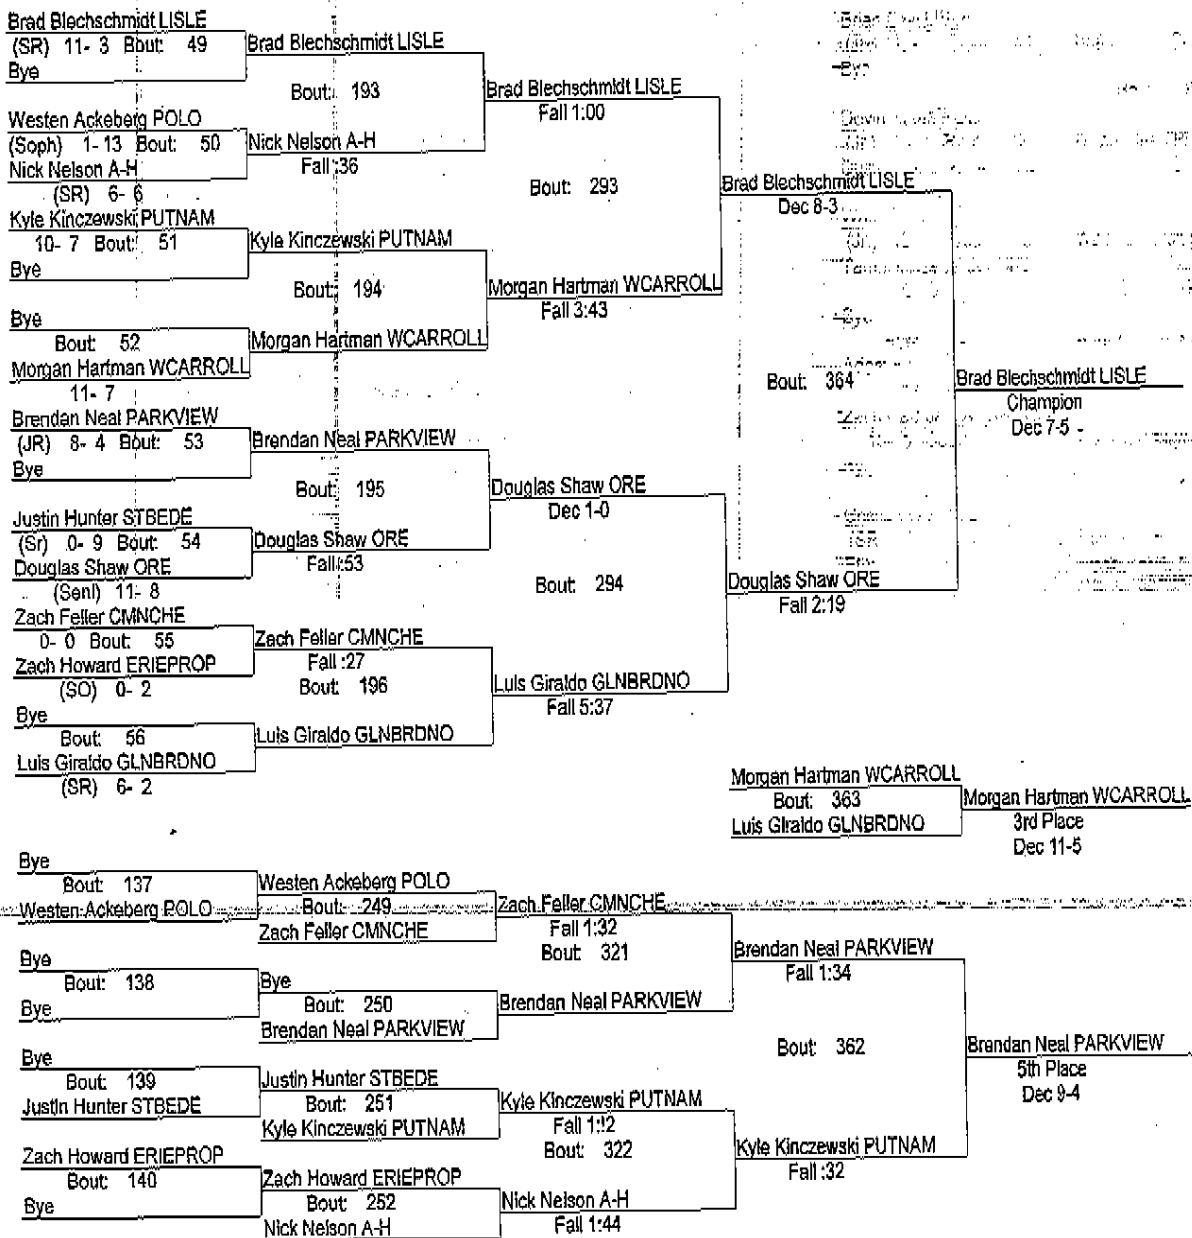 Brad Blechschmidt LISLE
(SR) 11- 3 Bout: 49
Bye
Brad Blechschmidt LISLE
Bout: 193
Westen Ackeberg POLO
(Soph) 1- 13 Bout: 50
Nick Nelson A-H
(SR) 6- 6
Nick Nelson A-H
Fall :36
Brad Blechschmidt LISLE
Fall 1:00
Bout: 293
Kyle Kinczewski PUTNAM
10- 7 Bout: 51
Bye
Kyle Kinczewski PUTNAM
Bout: 194
Bye
Bout: 52
Morgan Hartman WCARROLL
11- 7
Morgan Hartman WCARROLL
Morgan Hartman WCARROLL
Fall 3:43
Brad Blechschmidt LISLE
Dec 8-3
Bout: 364
Brad Blechschmidt LISLE
Champion
Dec 7-5
Brendan Neal PARKVIEW
(JR) 8- 4 Bout: 53
Bye
Brendan Neal PARKVIEW
Bout: 195
Justin Hunter STBEDE
(Sr) 0- 9 Bout: 54
Douglas Shaw ORE
(Seni) 11- 8
Douglas Shaw ORE
Fall :53
Douglas Shaw ORE
Dec 1-0
Bout: 294
Zach Feller CMNCHE
0- 0 Bout: 55
Zach Howard ERIEPROP
(SO) 0- 2
Zach Feller CMNCHE
Fall :27
Bout: 196
Bye
Bout: 56
Luis Giraldo GLNBRDNO
(SR) 6- 2
Luis Giraldo GLNBRDNO
Luis Giraldo GLNBRDNO
Fall 5:37
Douglas Shaw ORE
Fall 2:19
Morgan Hartman WCARROLL
Bout: 363
Luis Giraldo GLNBRDNO
Morgan Hartman WCARROLL
3rd Place
Dec 11-5
Bye
Bout: 137
Westen Ackeberg POLO
Westen Ackeberg POLO
Bout: 249
Zach Feller CMNCHE
Zach Feller CMNCHE
Fall 1:32
Bout: 321
Bye
Bout: 138
Bye
Bye
Bout: 250
Brendan Neal PARKVIEW
Brendan Neal PARKVIEW
Brendan Neal PARKVIEW
Fall 1:34
Bout: 362
Brendan Neal PARKVIEW
5th Place
Dec 9-4
Bye
Bout: 139
Justin Hunter STBEDE
Justin Hunter STBEDE
Bout: 251
Kyle Kinczewski PUTNAM
Kyle Kinczewski PUTNAM
Fall 1:12
Bout: 322
Zach Howard ERIEPROP
Bout: 140
Bye
Zach Howard ERIEPROP
Bout: 252
Nick Nelson A-H
Nick Nelson A-H
Fall 1:44
Kyle Kinczewski PUTNAM
Fall :32